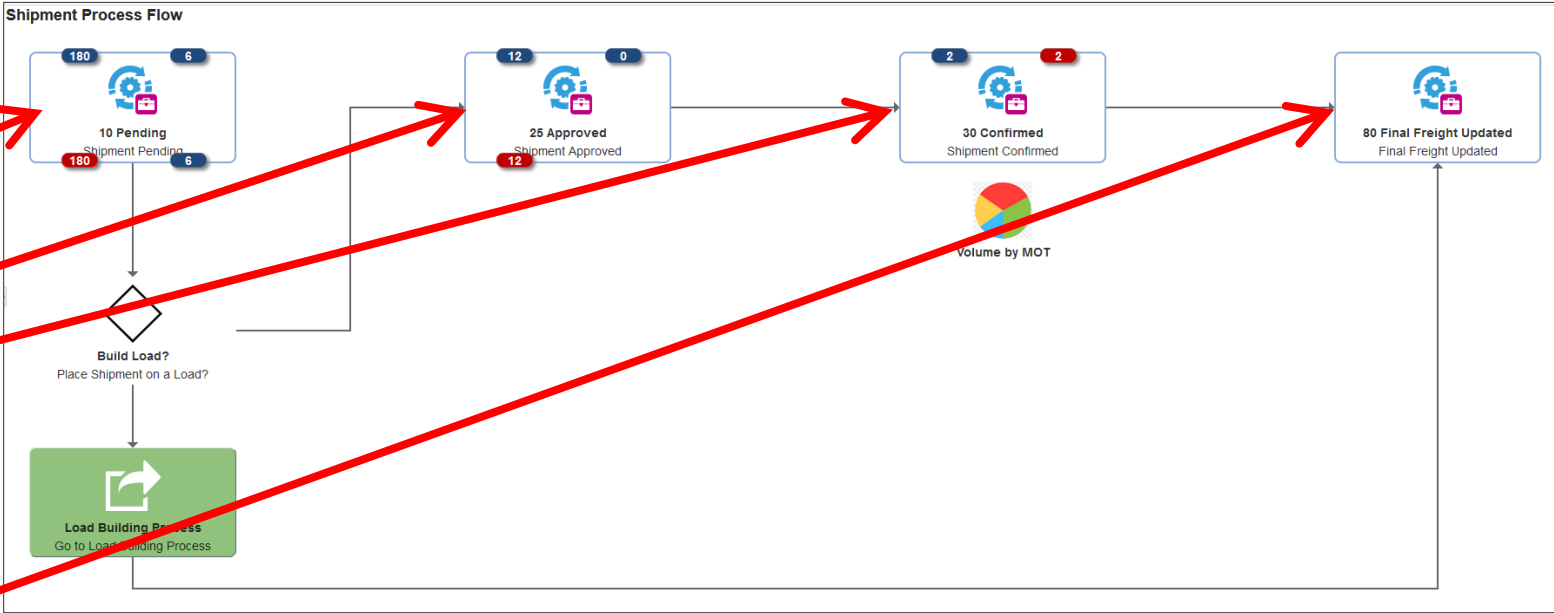 Shipment Process Flow
180 6
10 Pending
Shipment Pending
180 6
12 0
25 Approved
Shipment Approved
12
2 2
30 Confirmed
Shipment Confirmed
Volume by MOT
80 Final Freight Updated
Final Freight Updated
Build Load?
Place Shipment on a Load?
Load Building Process
Go to Load Building Process